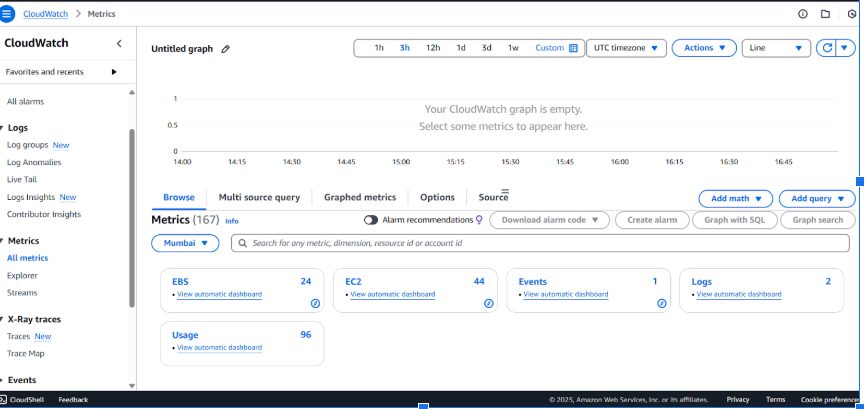 CloudWatch > Metrics
CloudWatch
Favorites and recents
All alarms
Logs
Log groups New
Log Anomalies
Live Tail
Logs Insights New
Contributor Insights
Metrics
All metrics
Explorer
Streams
X-Ray traces
Traces New
Trace Map
Events
Untitled graph
1h 3h 12h 1d 3d 1w Custom UTC timezone Actions Line
1
0.5
0
Your CloudWatch graph is empty.
Select some metrics to appear here.
14:00 14:15 14:30 14:45 15:00 15:15 15:30 15:45 16:00 16:15 16:30 16:45
Browse Multi source query Graphed metrics Options Source Add math Add query
Metrics (167) Info Alarm recommendations Download alarm code Create alarm Graph with SQL Graph search
Mumbai Search for any metric, dimension, resource id or account id
EBS 24
• View automatic dashboard
EC2 44
• View automatic dashboard
Events 1
• View automatic dashboard
Logs 2
• View automatic dashboard
Usage 96
• View automatic dashboard
CloudShell Feedback © 2025, Amazon Web Services, Inc. or its affiliates. Privacy Terms Cookie preferences